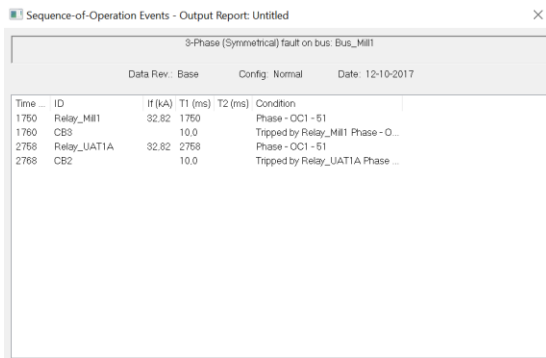 Sequence-of-Operation Events - Output Report: Untitled
3-Phase (Symmetrical) fault on bus: Bus_Mill1
Data Rev.: Base Config: Normal Date: 12-10-2017
Time ... ID If (kA) T1 (ms) T2 (ms) Condition
1750 Relay_Mill1 32,82 1750 Phase - OC1 - 51
1760 CB3 10,0 Tripped by Relay_Mill1 Phase - O...
2758 Relay_UAT1A 32,82 2758 Phase - OC1 - 51
2768 CB2 10,0 Tripped by Relay_UAT1A Phase ...